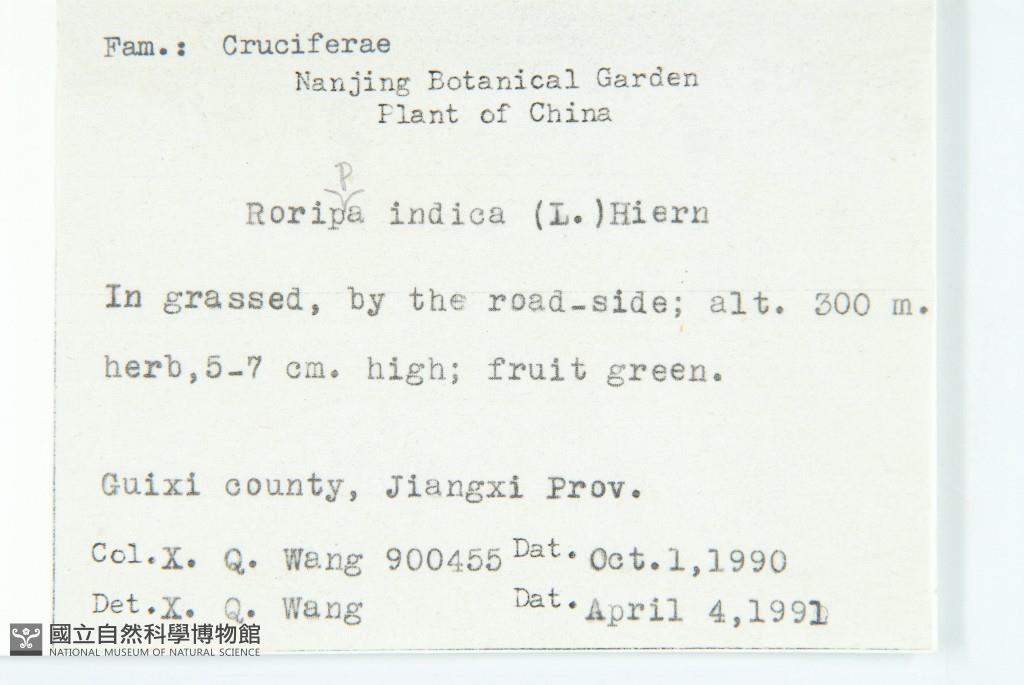 Fam.: Cruciferae
Nanjing Botanical Garden
Plant of China
p
Roripa indica (L.)Hiern
In grassed, by the road-side; alt. 300 m.
herb,5-7 cm. high; fruit green.
Guixi county, Jiangxi Prov.
Col.X. Q. Wang 900455 Dat. Oct.1,1990
Det.X. Q. Wang Dat. April 4,1991
國立自然科學博物館
NATIONAL MUSEUM OF NATURAL SCIENCE